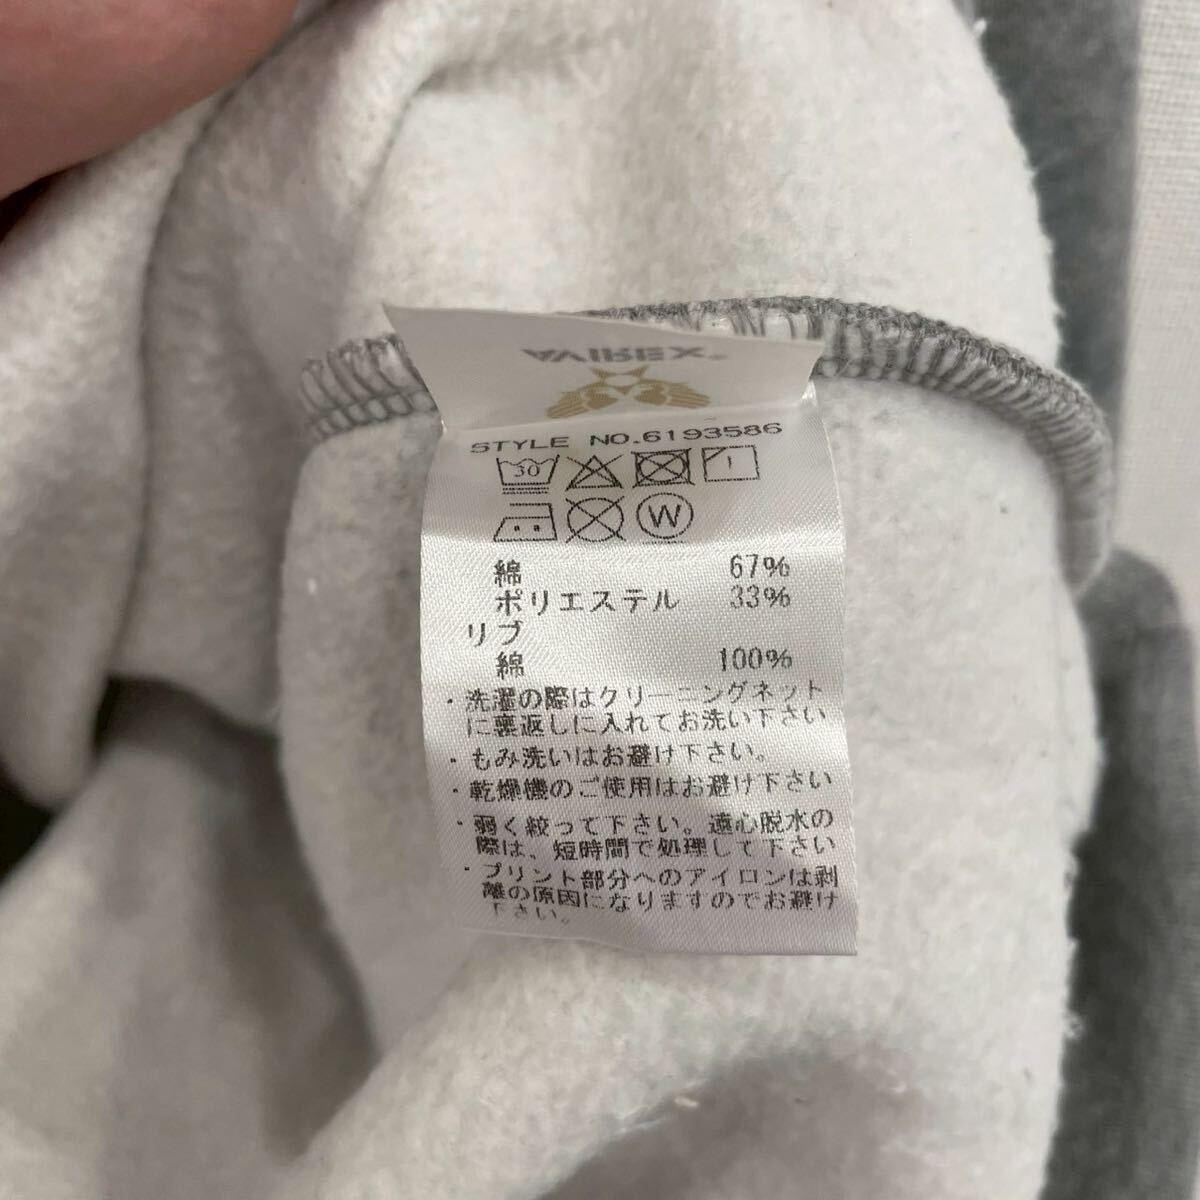 AVIREX
STYLE NO.6193586
30
W
綿 67%
ポリエステル 33%
リブ
綿 100%
・洗濯の際はクリーニングネット
に裏返しに入れてお洗い下さい
・もみ洗いはお避け下さい。
・乾燥機のご使用はお避け下さい
・弱く絞って下さい。遠心脱水の
際は、短時間で処理して下さい
・プリント部分へのアイロンは剥
離の原因になりますのでお避け
下さい。